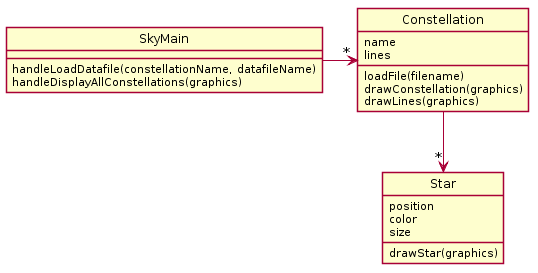 SkyMain
handleLoadDatafile(constellationName, datafileName)
handleDisplayAllConstellations(graphics)
*
Constellation
name
lines
loadFile(filename)
drawConstellation(graphics)
drawLines(graphics)
*
Star
position
color
size
drawStar(graphics)